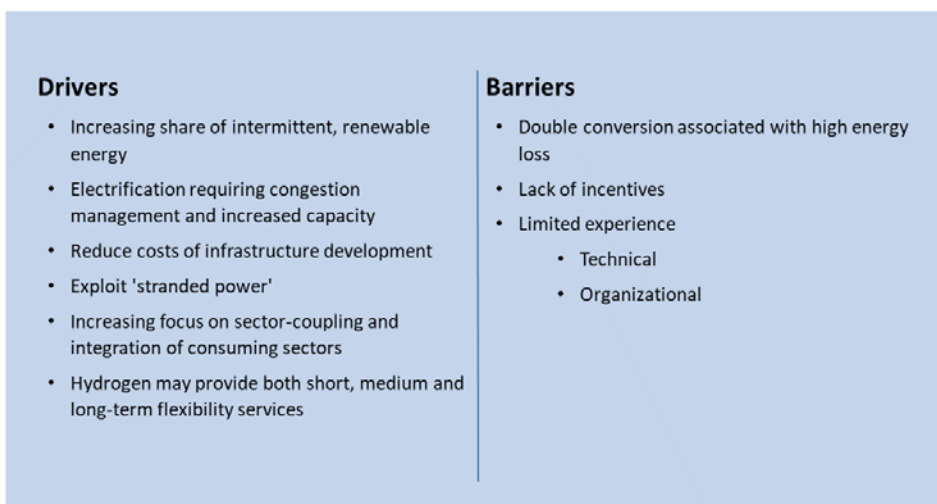 Drivers
• Increasing share of intermittent, renewable
energy
• Electrification requiring congestion
management and increased capacity
• Reduce costs of infrastructure development
• Exploit 'stranded power'
• Increasing focus on sector-coupling and
integration of consuming sectors
• Hydrogen may provide both short, medium and
long-term flexibility services
Barriers
• Double conversion associated with high energy
loss
• Lack of incentives
• Limited experience
• Technical
• Organizational